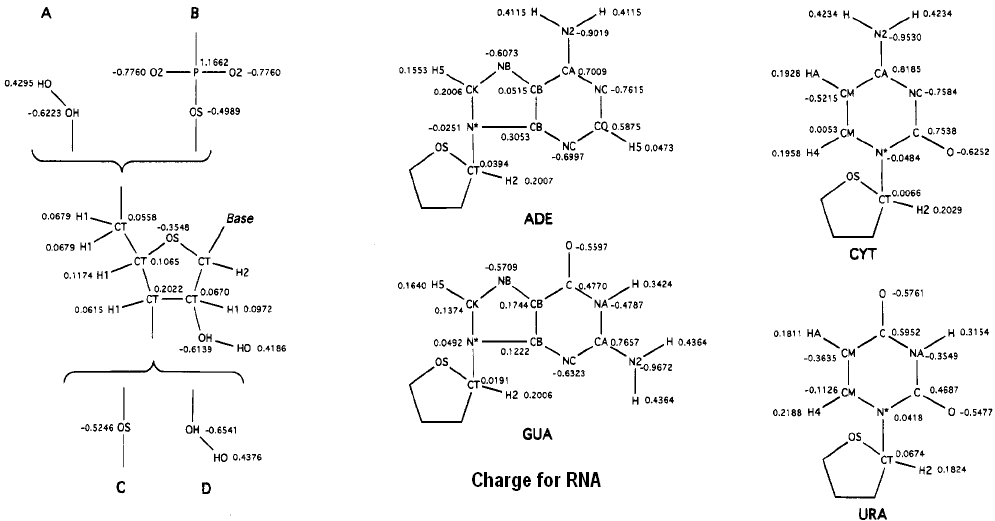 A B
1.1662
-0.7760 O2 P O2 -0.7760
0.4295 HO
-0.6223 OH OS -0.4989
0.0679 H1 CT 0.0558 Base
0.0679 H1 -0.3548 OS
0.1174 H1 CT 0.1065 CT H2
0.0615 H1 CT 0.2022 CT 0.0670 H1 0.0972
OH
-0.6139 HO 0.4186
-0.5246 OS OH -0.6541
HO 0.4376
C D
0.4115 H H 0.4115
N2 -0.9019
-0.6073
NB CA 0.7009
0.1553 H5
0.2006 CK 0.0515 CB NC -0.7615
-0.0251 N* CB CQ 0.5875
0.3053 NC H5 0.0473
-0.6997
OS CT 0.0394
H2 0.2007
ADE
O -0.5597
-0.5709
NB C 0.4770 H 0.3424
0.1640 H5
0.1374 CK 0.1744 CB NA -0.4787
0.0492 N* CB CA 0.7657 H 0.4364
0.1222 NC N2 -0.9672
-0.6323
OS CT 0.0191
H2 0.2006 H 0.4364
GUA
Charge for RNA
0.4234 H H 0.4234
N2 -0.9530
0.1928 HA CA 0.8185
-0.5215 CM NC -0.7584
0.0053 CM C 0.7538
0.1958 H4 N* -0.0484 O -0.6252
OS CT 0.0066
H2 0.2029
CYT
O -0.5761
0.1811 HA C 0.5952 H 0.3154
-0.3635 CM NA -0.3549
-0.1126 CM C 0.4687
0.2188 H4 N* 0.0418 O -0.5477
OS CT 0.0674
H2 0.1824
URA